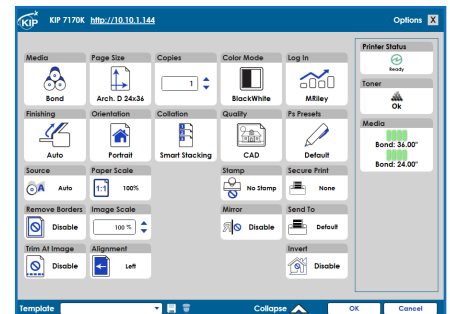 KIP
KIP 7170K http://10.10.1.144
Options X
Media
Page Size
Copies
Color Mode
Log In
Bond
Arch. D 24x36
1
BlackWhite
MRiley
Finishing
Orientation
Collation
Quality
Ps Presets
Auto
Portrait
Smart Stacking
CAD
Default
Source
Paper Scale
Stamp
Secure Print
A
Auto
1:1
100%
No Stamp
None
Remove Borders
Image Scale
Mirror
Send To
Disable
100 %
Disable
Default
Trim At Image
Alignment
Invert
Disable
Left
Disable
Printer Status
Ready
Toner
Ok
Media
Bond: 36.00"
Bond: 24.00"
Template
Collapse
OK
Cancel